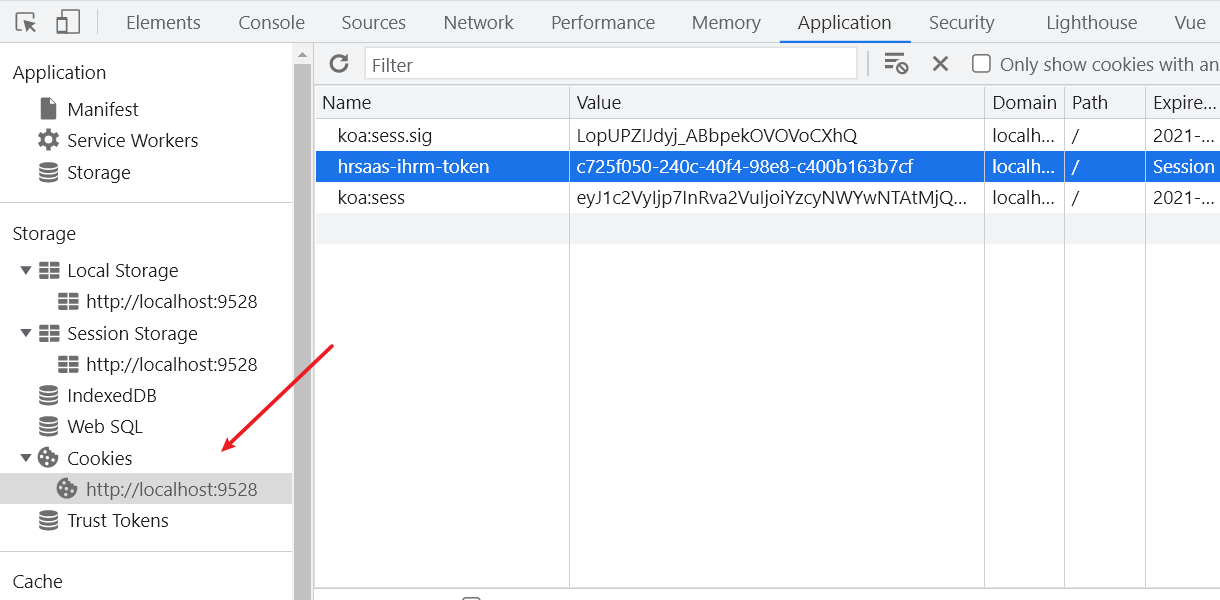 Elements Console Sources Network Performance Memory Application Security Lighthouse Vue
Application
Manifest
Service Workers
Storage
Storage
Local Storage
http://localhost:9528
Session Storage
http://localhost:9528
IndexedDB
Web SQL
Cookies
http://localhost:9528
Trust Tokens
Cache
Filter Only show cookies with an
Name Value Domain Path Expire...
koa:sess.sig LopUPZIJdyj_ABbpekOVOVoCXhQ localh... / 2021-...
hrsaas-ihrm-token c725f050-240c-40f4-98e8-c400b163b7cf localh... / Session
koa:sess eyJ1c2VyIjp7InRva2VuIjoiYzcyNWYwNTAtMjQ... localh... / 2021-...